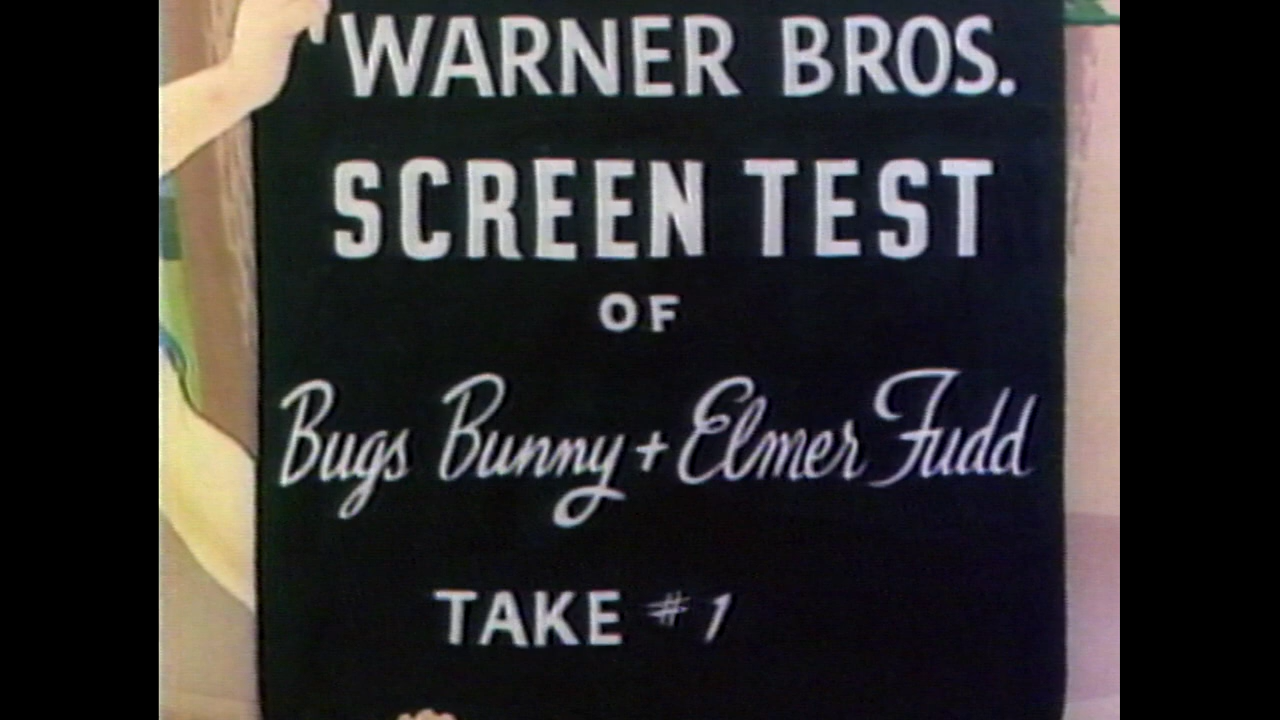 WARNER BROS.
SCREEN TEST
OF
Bugs Bunny + Elmer Fudd
TAKE #1